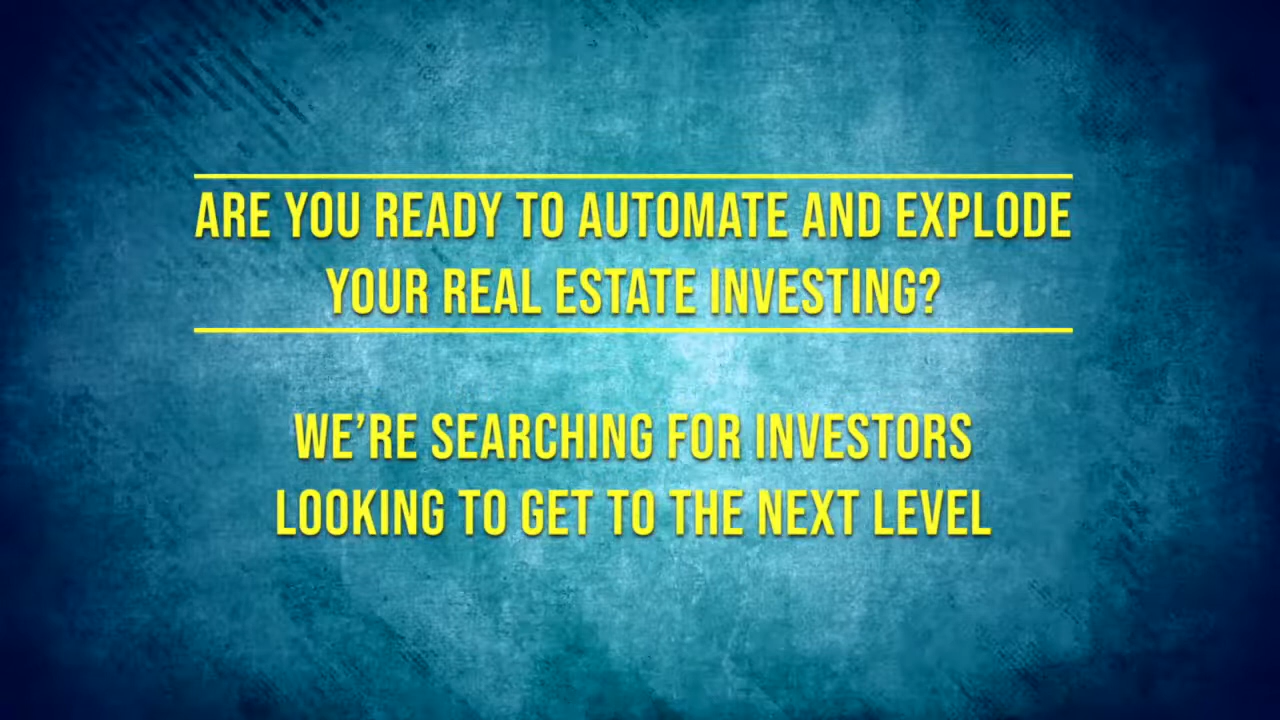 ARE YOU READY TO AUTOMATE AND EXPLODE
YOUR REAL ESTATE INVESTING?
WE’RE SEARCHING FOR INVESTORS
LOOKING TO GET TO THE NEXT LEVEL